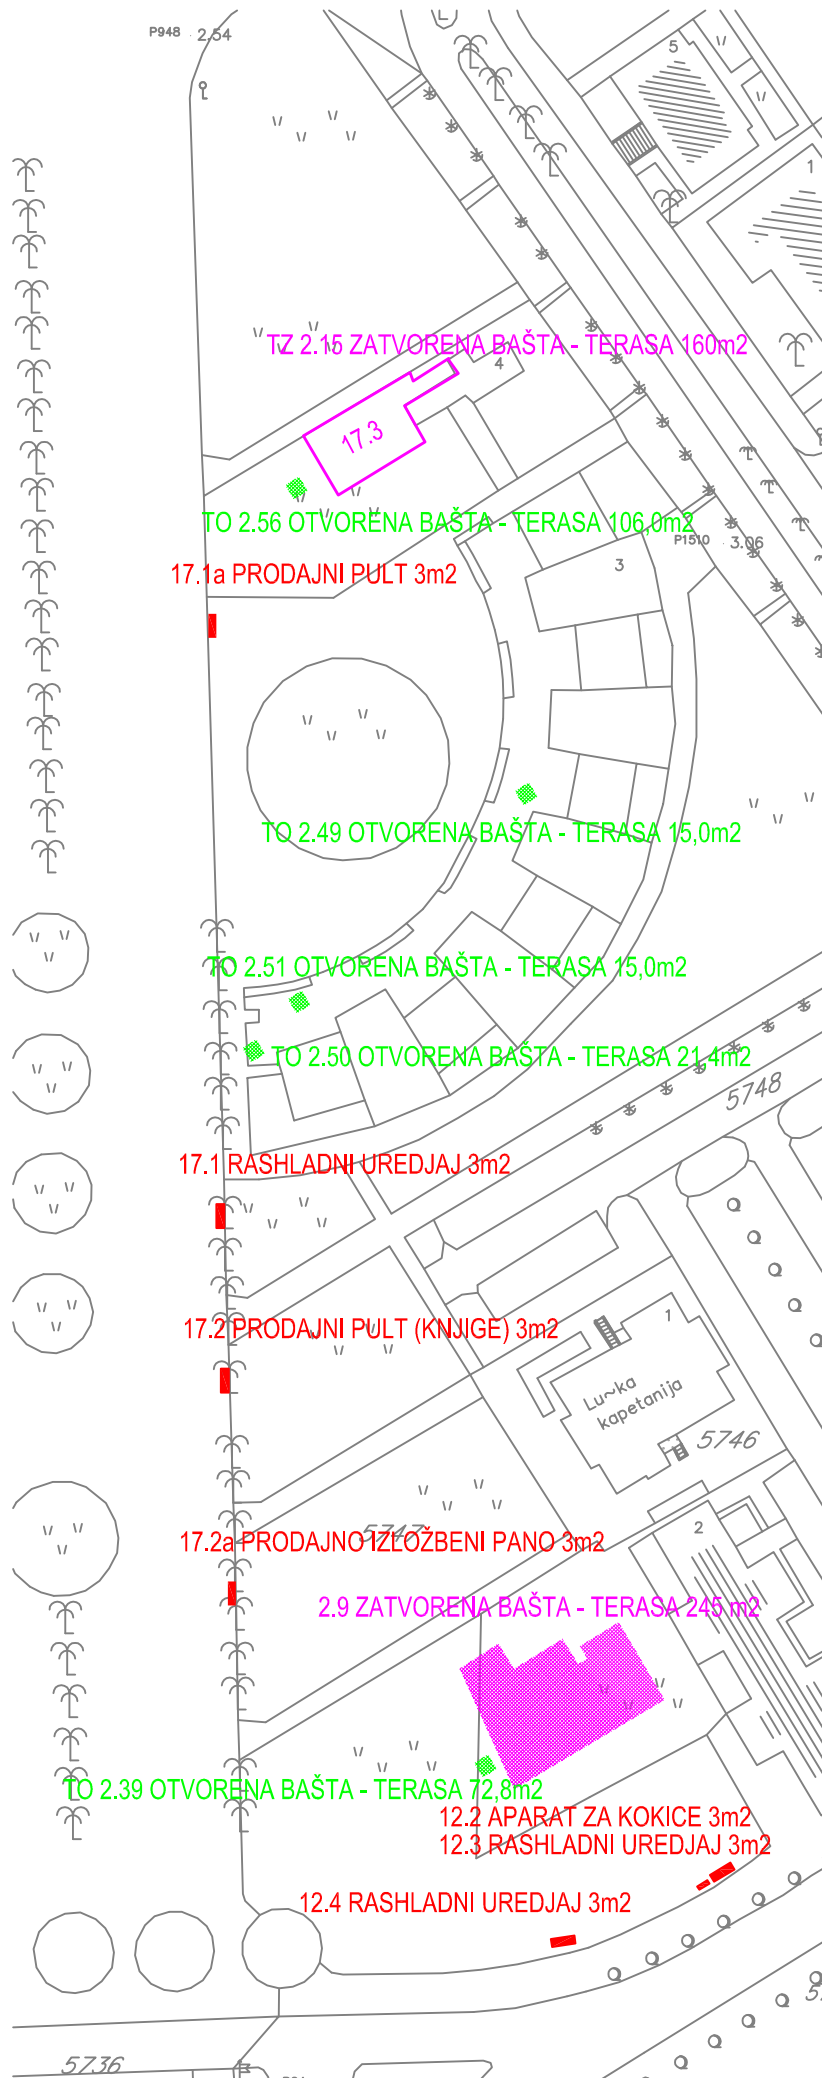 P948 2.54
5
1
TZ 2.15 ZATVORENA BAŠTA - TERASA 160m2
4
17.3
TO 2.56 OTVORENA BAŠTA - TERASA 106,0m2
P1510 3.06
3
17.1a PRODAJNI PULT 3m2
TO 2.49 OTVORENA BAŠTA - TERASA 15,0m2
TO 2.51 OTVORENA BAŠTA - TERASA 15,0m2
TO 2.50 OTVORENA BAŠTA - TERASA 21,4m2
5748
17.1 RASHLADNI UREDJAJ 3m2
17.2 PRODAJNI PULT (KNJIGE) 3m2
1
Lu~ka
kapetanija
5746
2
5747
17.2a PRODAJNO IZLOŽBENI PANO 3m2
2.9 ZATVORENA BAŠTA - TERASA 245 m2
TO 2.39 OTVORENA BAŠTA - TERASA 72,8m2
12.2 APARAT ZA KOKICE 3m2
12.3 RASHLADNI UREDJAJ 3m2
12.4 RASHLADNI UREDJAJ 3m2
5736